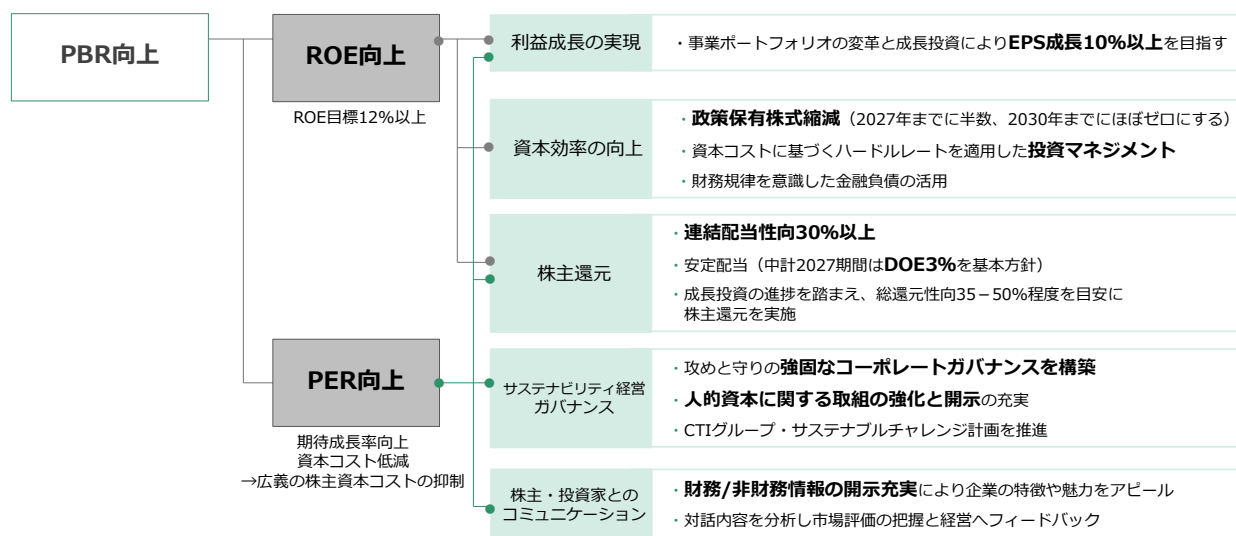 PBR向上
ROE向上
ROE目標12%以上
利益成長の実現
・事業ポートフォリオの変革と成長投資によりEPS成長10%以上を目指す
資本効率の向上
・政策保有株式縮減（2027年までに半数、2030年までにほぼゼロにする）
・資本コストに基づくハードルレートを適用した投資マネジメント
・財務規律を意識した金融負債の活用
株主還元
・連結配当性向30%以上
・安定配当（中計2027期間はDOE3%を基本方針）
・成長投資の進捗を踏まえ、総還元性向35－50%程度を目安に
株主還元を実施
PER向上
期待成長率向上
資本コスト低減
→広義の株主資本コストの抑制
サステナビリティ経営
ガバナンス
・攻めと守りの強固なコーポレートガバナンスを構築
・人的資本に関する取組の強化と開示の充実
・CTIグループ・サステナブルチャレンジ計画を推進
株主・投資家との
コミュニケーション
・財務/非財務情報の開示充実により企業の特徴や魅力をアピール
・対話内容を分析し市場評価の把握と経営へフィードバック